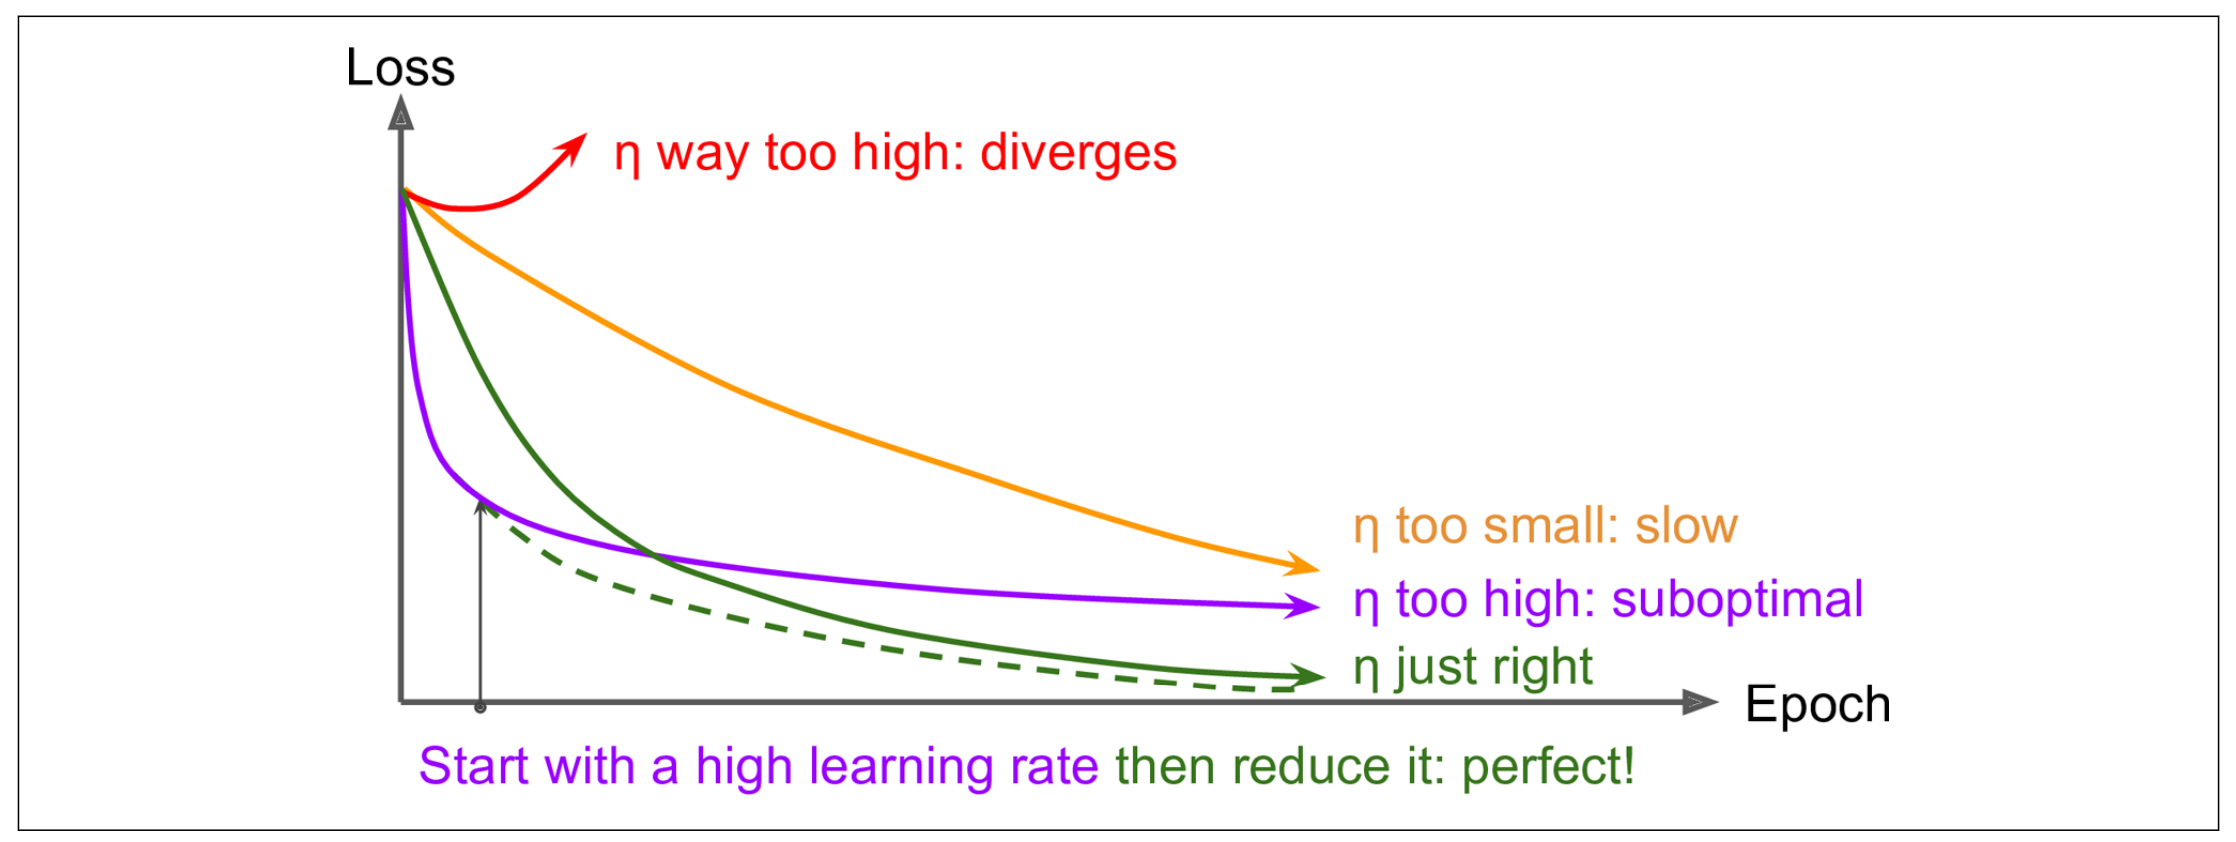 Loss
η way too high: diverges
η too small: slow
η too high: suboptimal
η just right
Epoch
Start with a high learning rate then reduce it: perfect!